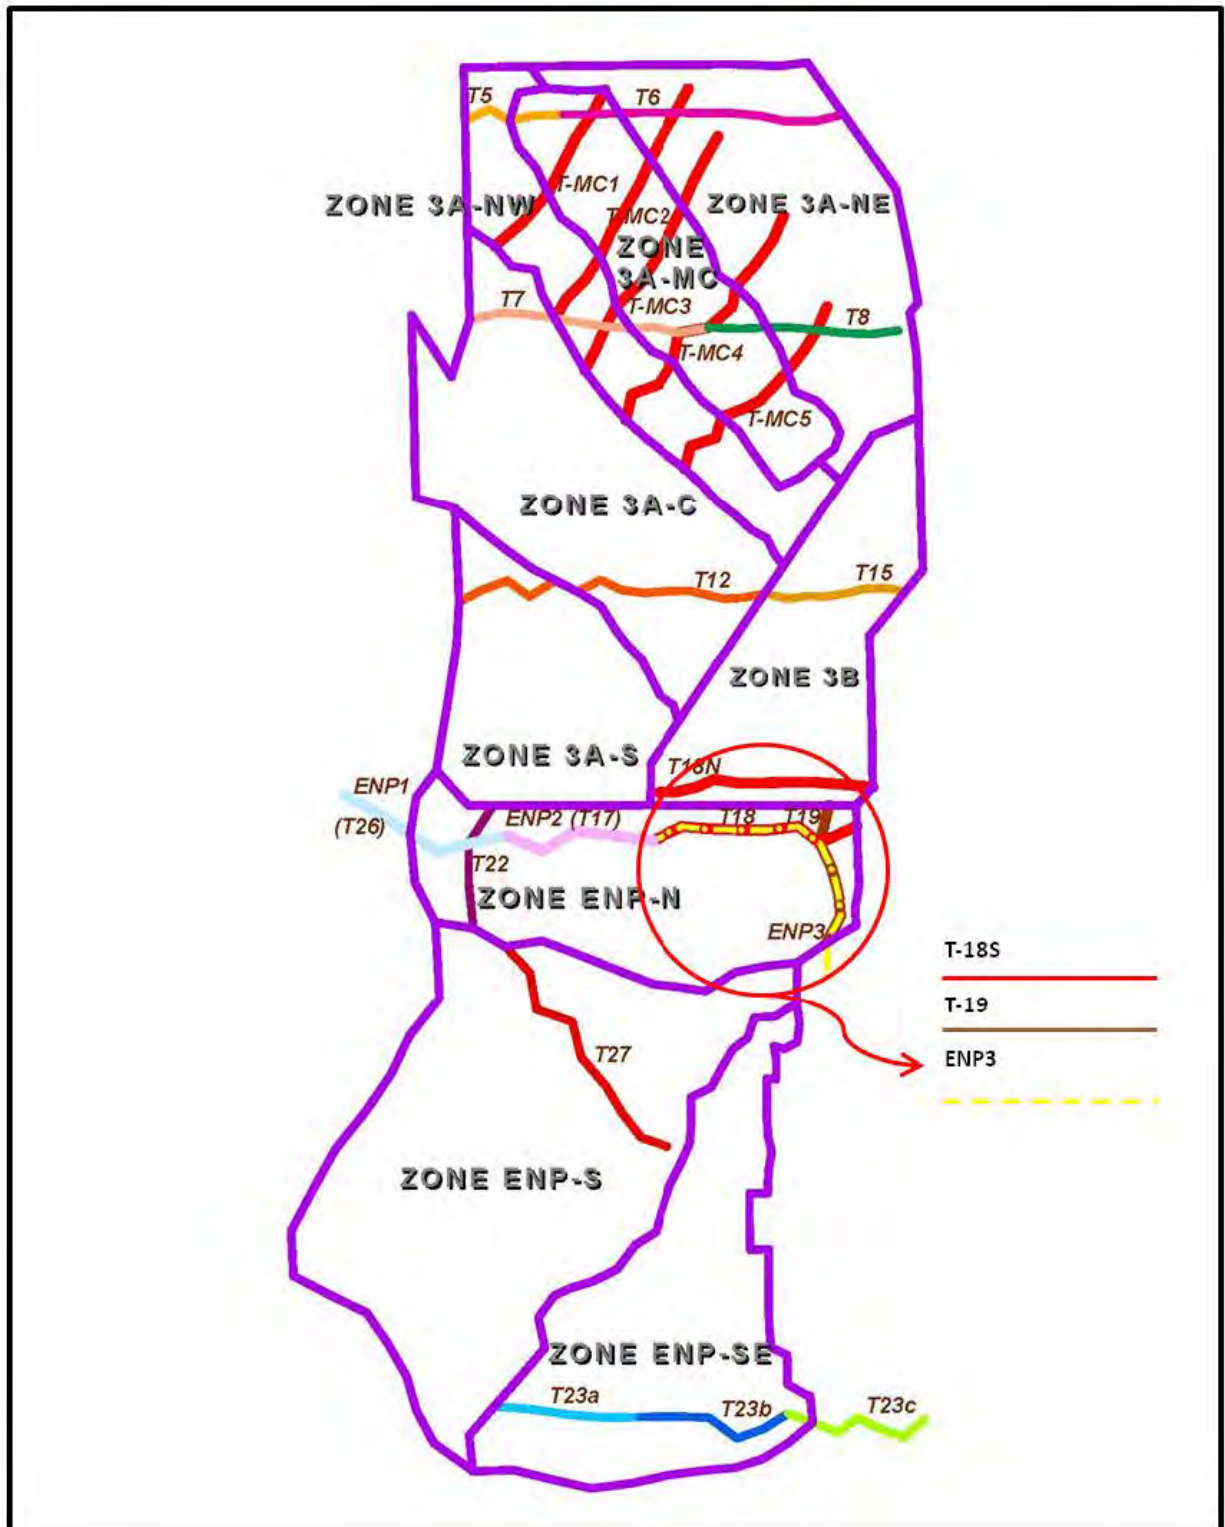 T5
T6
T-MC1
ZONE 3A-NW
ZONE 3A-NE
T-MC2
ZONE
3A-MC
T7
T-MC3
T8
T-MC4
T-MC5
ZONE 3A-C
T12
T15
ZONE 3B
ZONE 3A-S
T18N
ENP1
(T26)
ENP2 (T17)
T18
T19
T22
ZONE ENP-N
ENP3
T-18S
T-19
ENP3
T27
ZONE ENP-S
ZONE ENP-SE
T23a
T23b
T23c